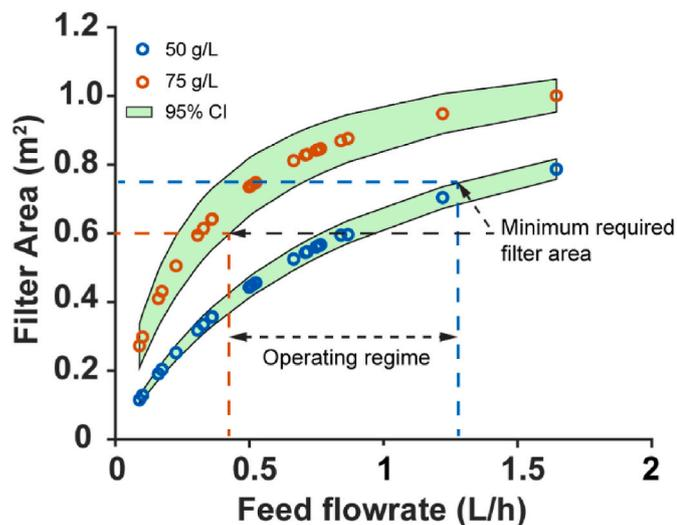 1.2
50 g/L
75 g/L
1.0
95% CI
Filter Area (m²)
0.8
0.6
Minimum required
filter area
0.4
Operating regime
0.2
0
0 0.5 1 1.5 2
Feed flowrate (L/h)